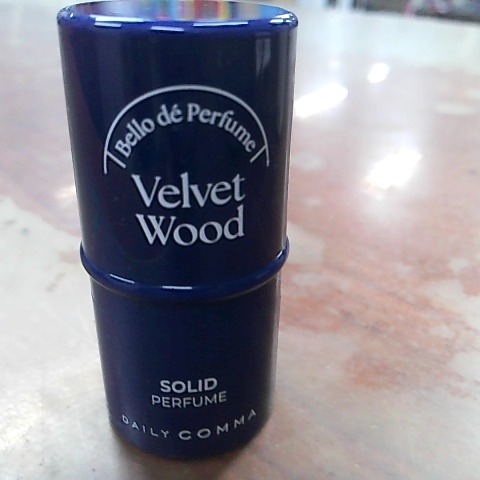 Bello dé Perfume
Velvet
Wood
SOLID
PERFUME
DAILY COMMA